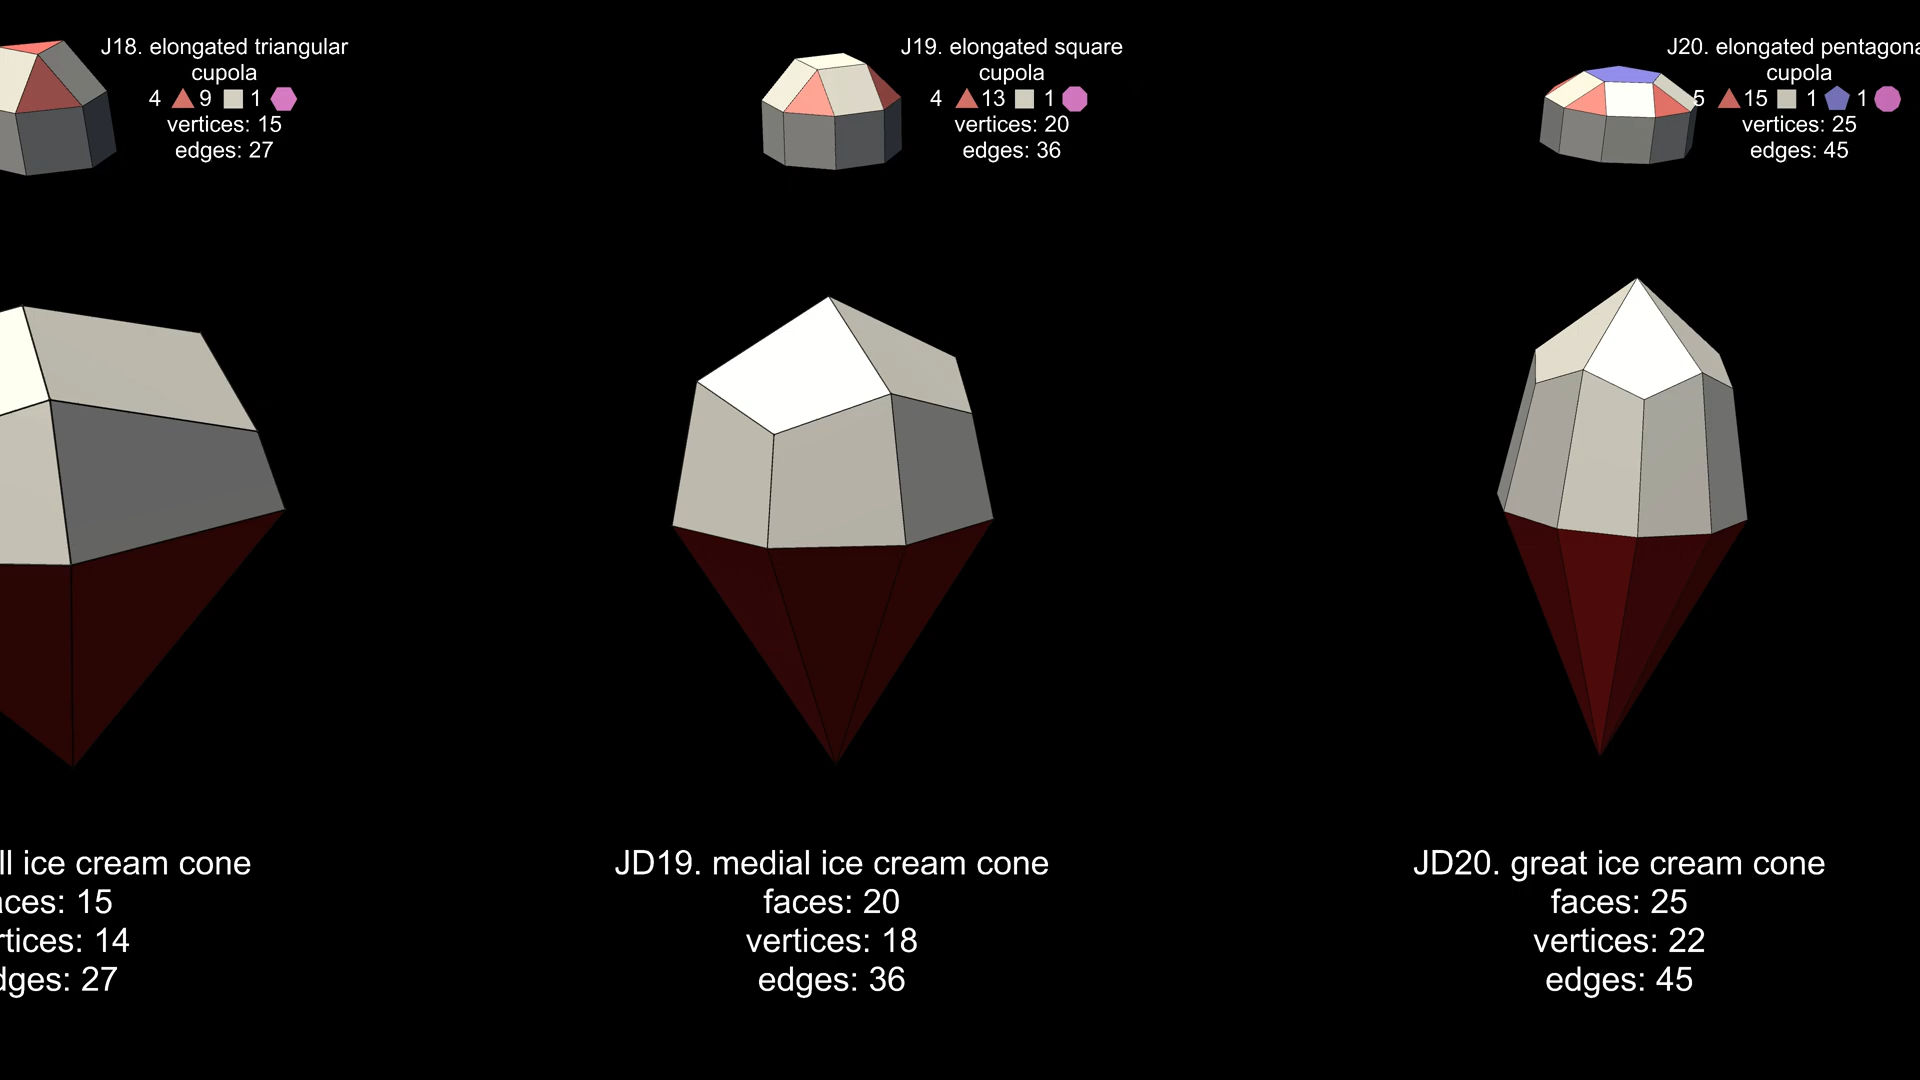 J18. elongated triangular
cupola
4 9 1
vertices: 15
edges: 27
J19. elongated square
cupola
4 13 1
vertices: 20
edges: 36
J20. elongated pentagona
cupola
5 15 1 1
vertices: 25
edges: 45
ll ice cream cone
aces: 15
rtices: 14
dges: 27
JD19. medial ice cream cone
faces: 20
vertices: 18
edges: 36
JD20. great ice cream cone
faces: 25
vertices: 22
edges: 45